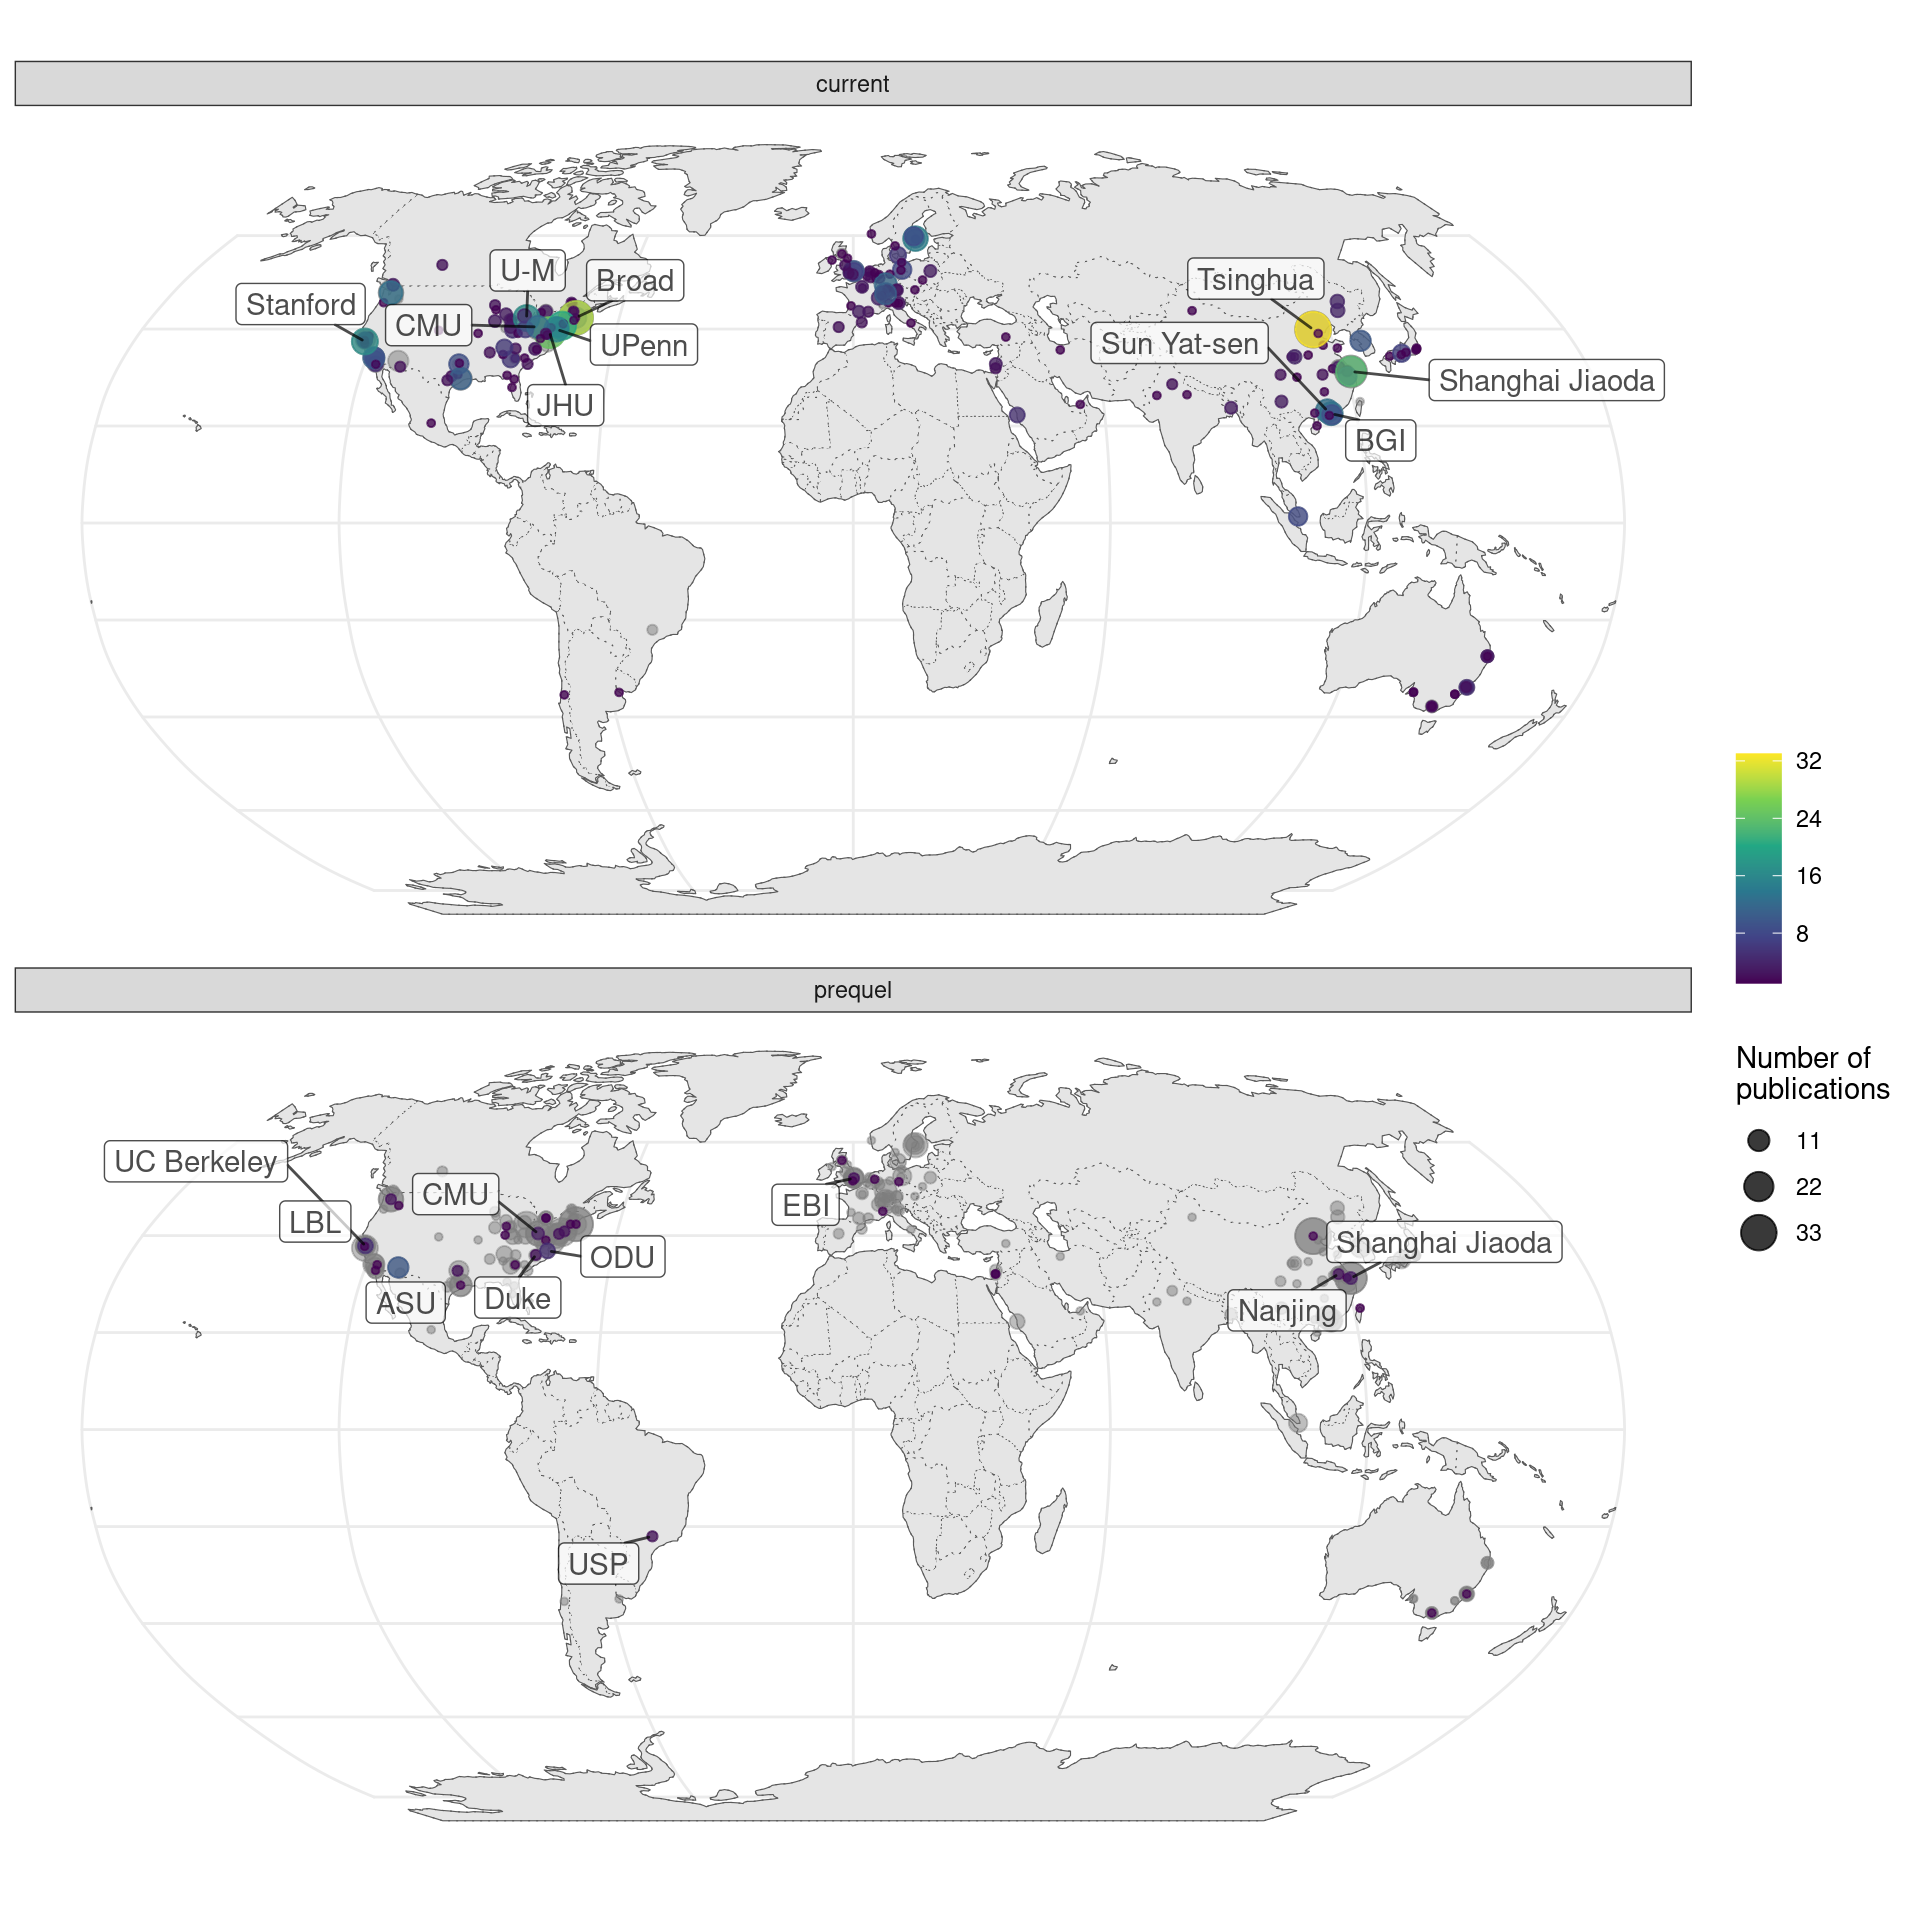 current
U-M
Broad
Stanford
CMU
UPenn
JHU
Tsinghua
Sun Yat-sen
Shanghai Jiaoda
BGI
32
24
16
8
prequel
Number of
publications
11
22
33
UC Berkeley
LBL
CMU
ODU
ASU
Duke
EBI
Shanghai Jiaoda
Nanjing
USP